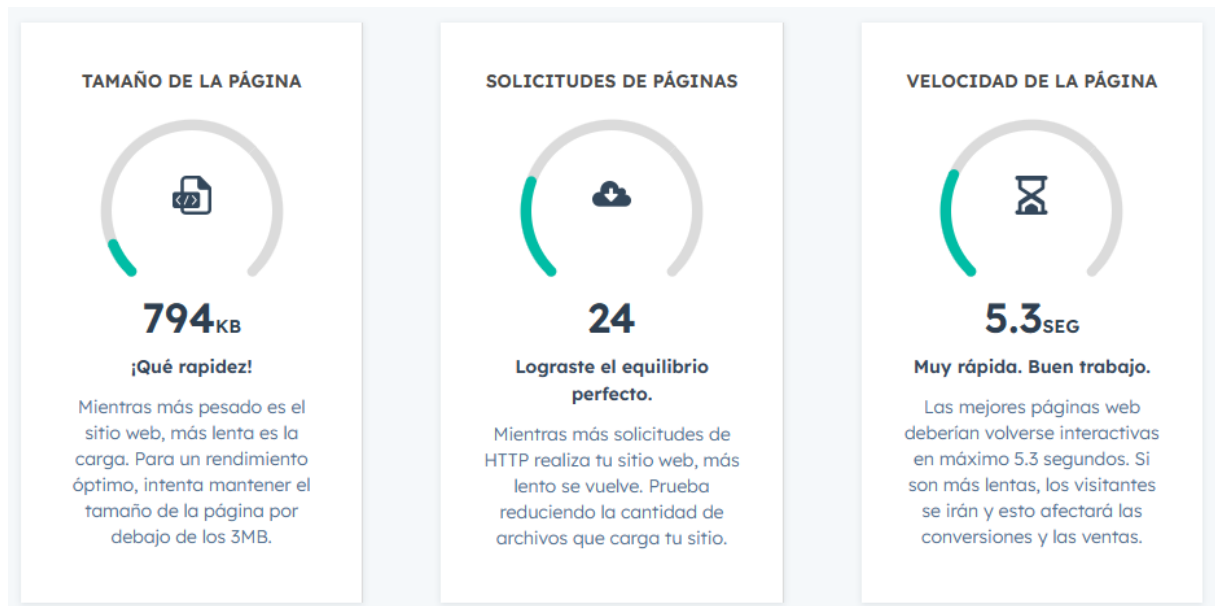 TAMAÑO DE LA PÁGINA
</>
794KB
¡Qué rapidez!
Mientras más pesado es el
sitio web, más lenta es la
carga. Para un rendimiento
óptimo, intenta mantener el
tamaño de la página por
debajo de los 3MB.
SOLICITUDES DE PÁGINAS
24
Lograste el equilibrio
perfecto.
Mientras más solicitudes de
HTTP realiza tu sitio web, más
lento se vuelve. Prueba
reduciendo la cantidad de
archivos que carga tu sitio.
VELOCIDAD DE LA PÁGINA
5.3SEG
Muy rápida. Buen trabajo.
Las mejores páginas web
deberían volverse interactivas
en máximo 5.3 segundos. Si
son más lentas, los visitantes
se irán y esto afectará las
conversiones y las ventas.